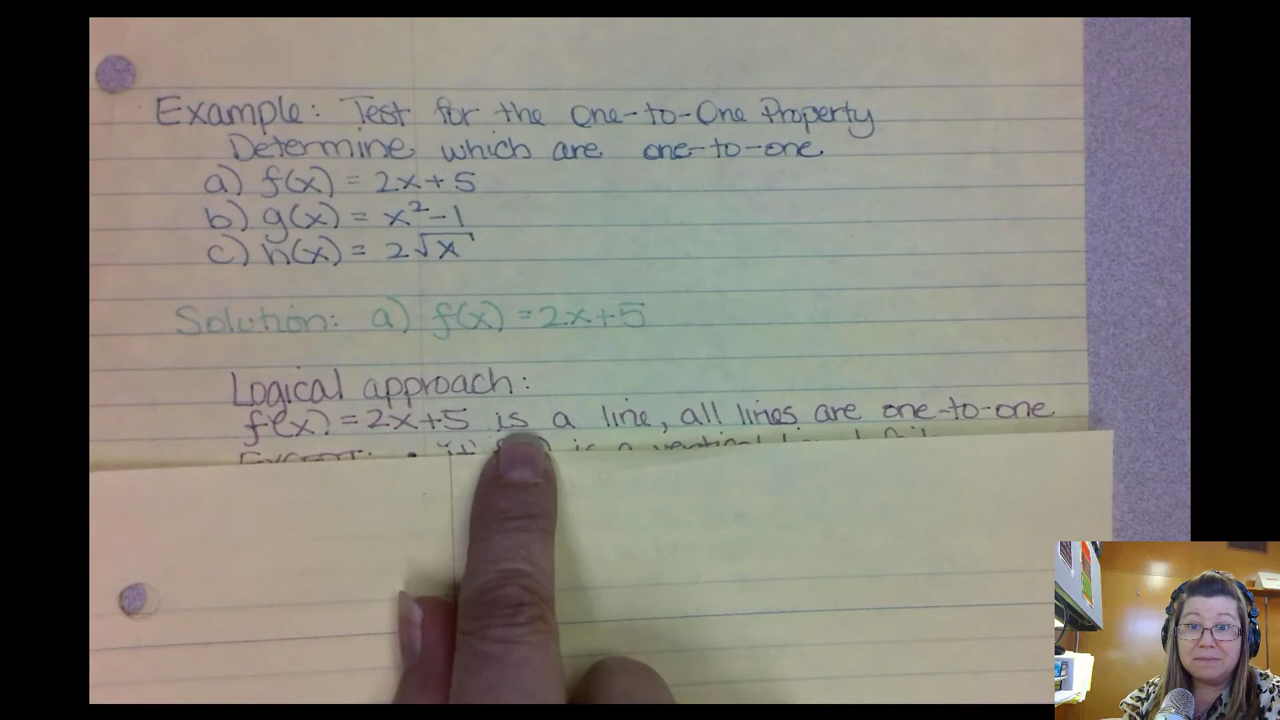 Example: Test for the One-to-One Property
Determine which are one-to-one
a) f(x) = 2x+5
b) g(x) = x²-1
c) h(x) = 2√x
Solution: a) f(x) = 2x+5
Logical approach:
f(x) = 2x+5 is a line, all lines are one-to-one